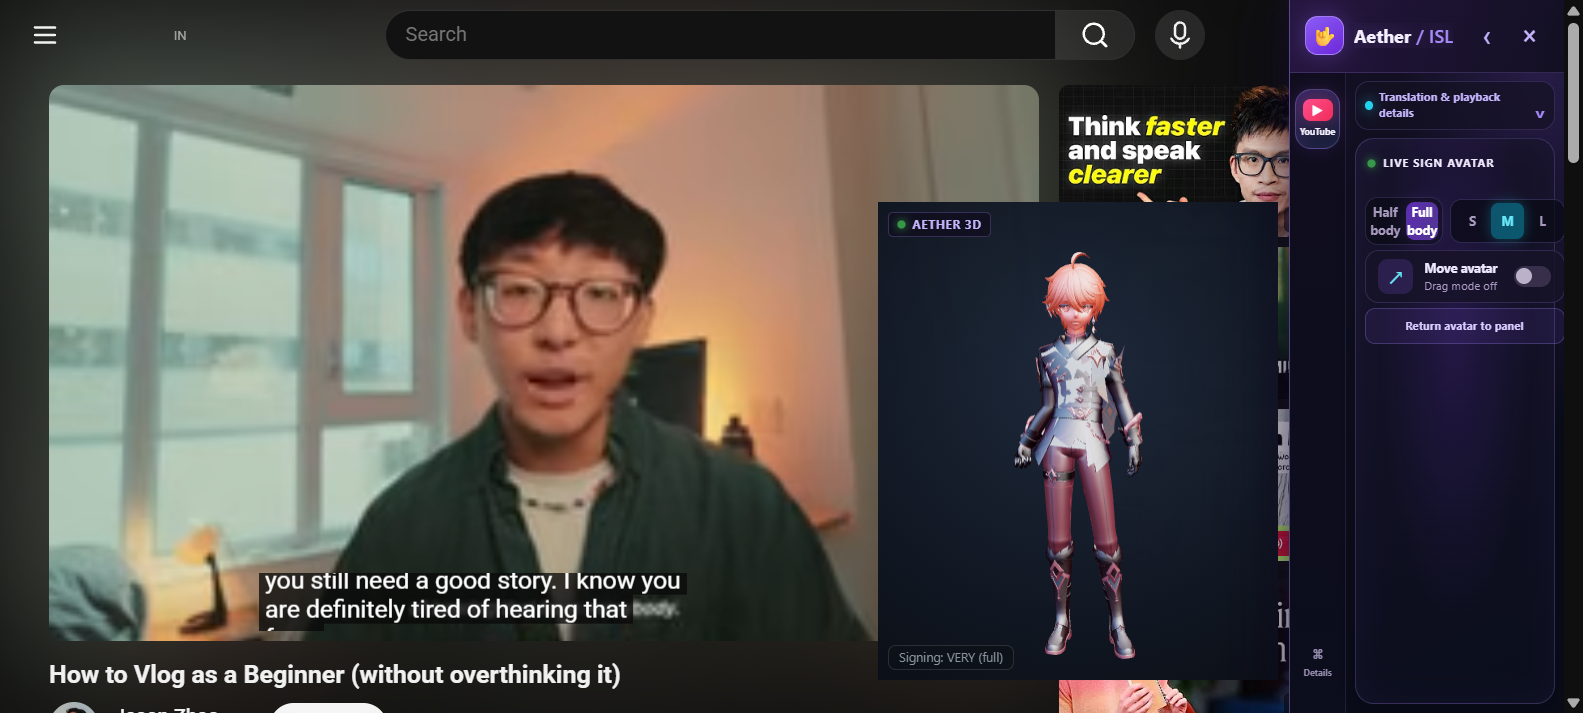 IN
Search
Aether / ISL
YouTube
Translation & playback
details
LIVE SIGN AVATAR
Half
body
Full
body
S
M
L
Move avatar
Drag mode off
Return avatar to panel
Details
Think faster
and speak
clearer
AETHER 3D
Signing: VERY (full)
you still need a good story. I know you
are definitely tired of hearing that body.
How to Vlog as a Beginner (without overthinking it)